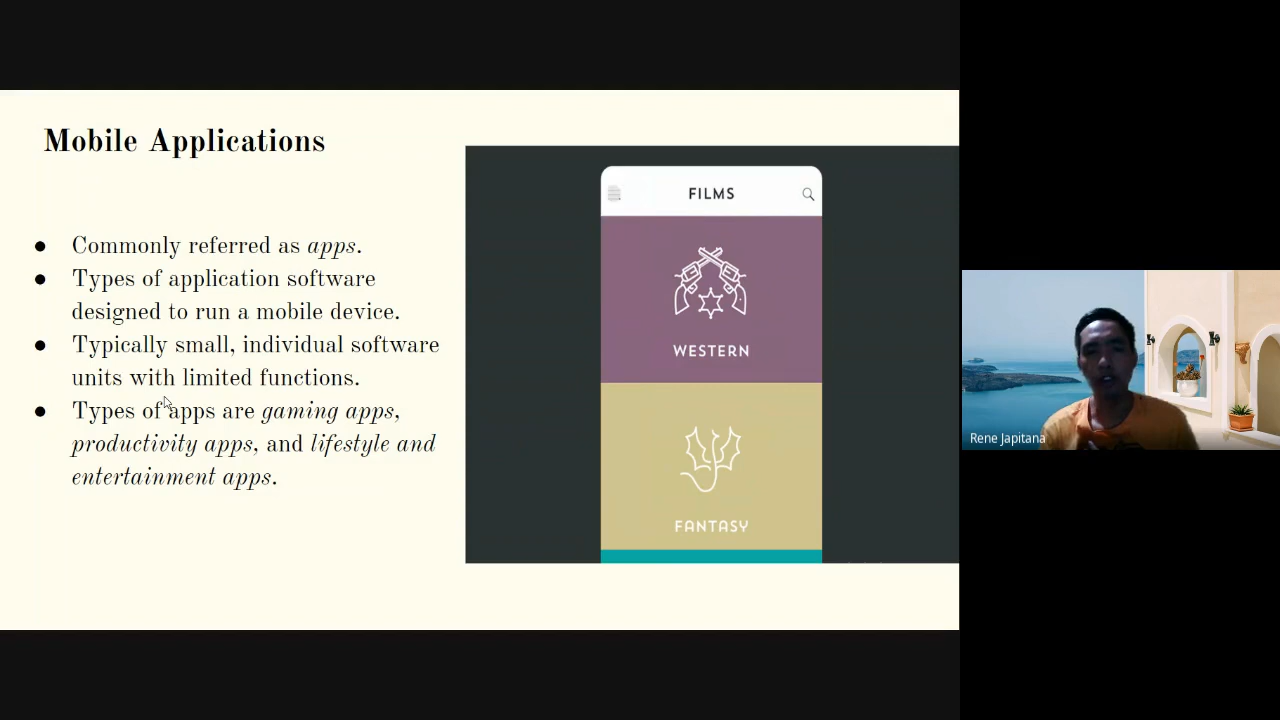 Mobile Applications
● Commonly referred as apps.
● Types of application software
designed to run a mobile device.
● Typically small, individual software
units with limited functions.
● Types of apps are gaming apps,
productivity apps, and lifestyle and
entertainment apps.
FILMS
WESTERN
FANTASY
Rene Japitana